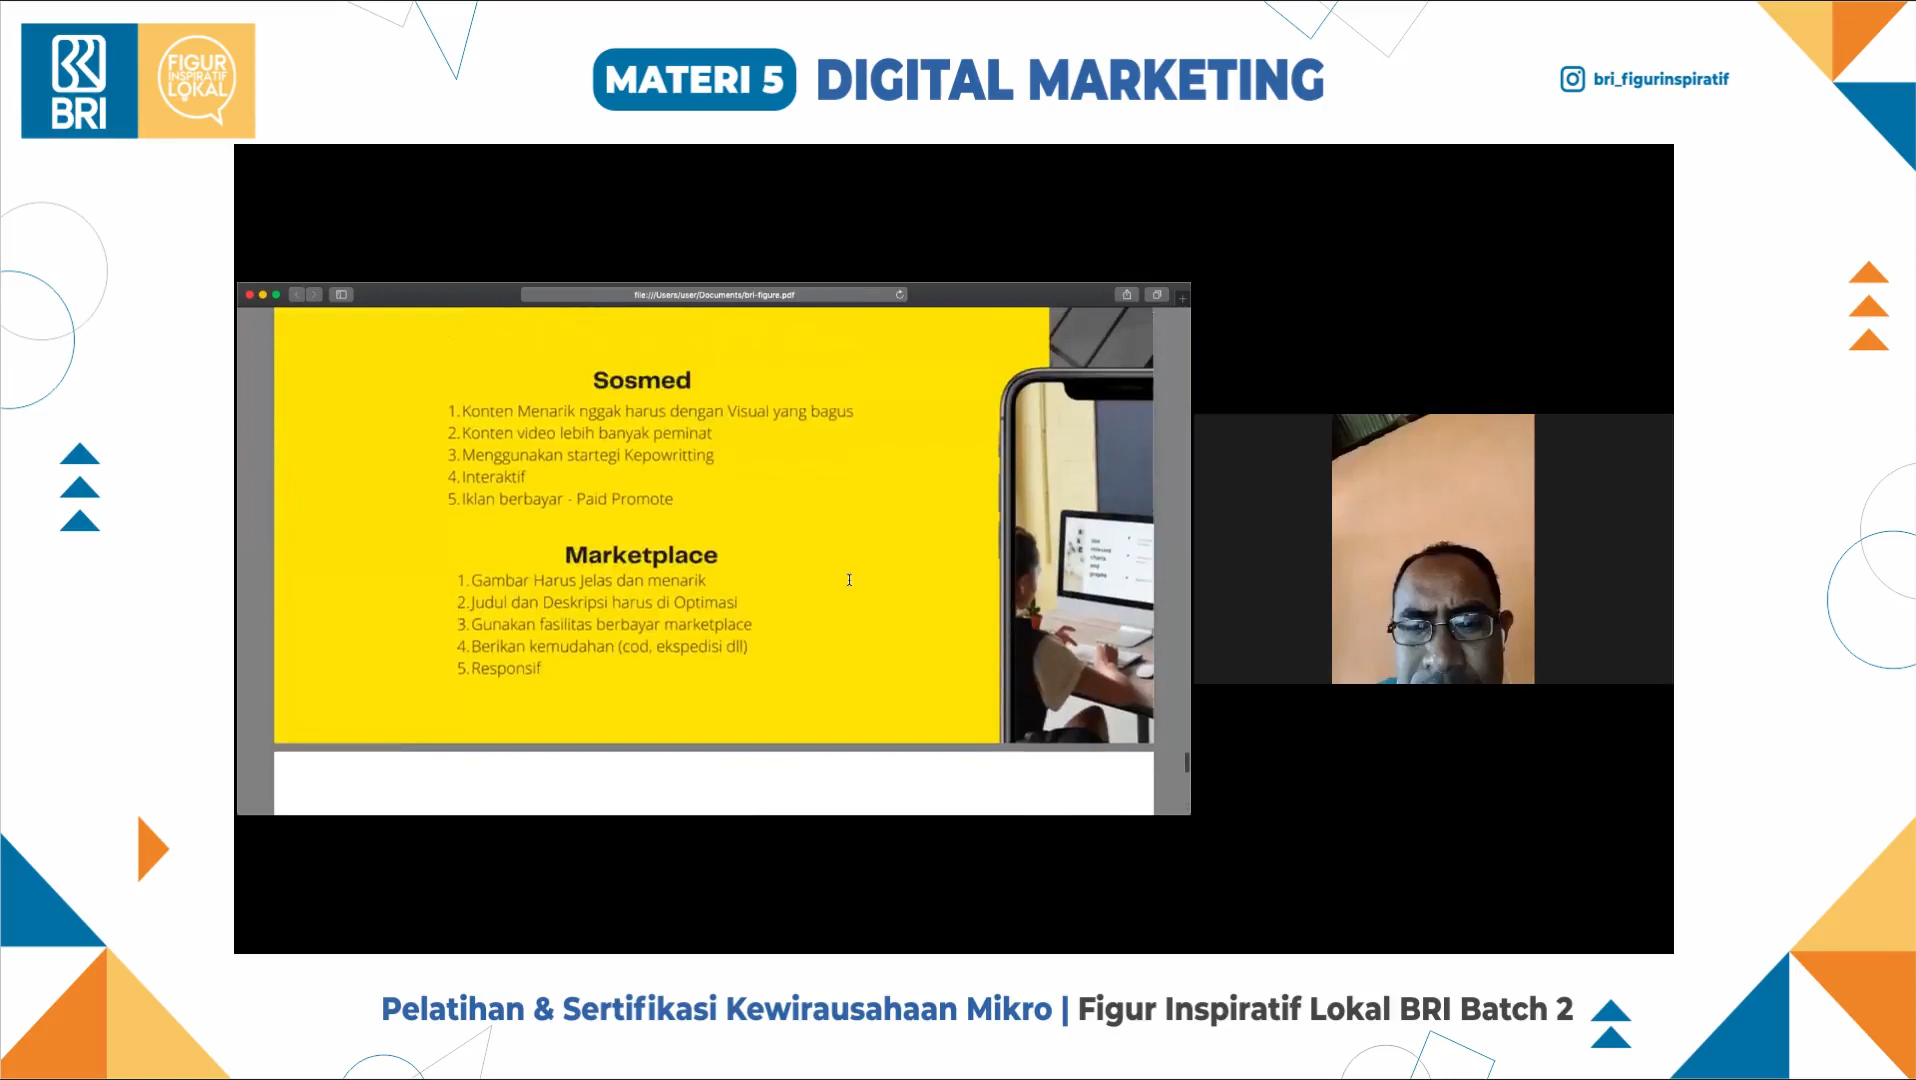 BRI
FIGUR
INSPIRATIF
LOKAL
MATERI 5 DIGITAL MARKETING
bri_figurinspiratif
file:///Users/user/Documents/bri-figure.pdf
Sosmed
1. Konten Menarik nggak harus dengan Visual yang bagus
2. Konten video lebih banyak peminat
3. Menggunakan startegi Kepowritting
4. Interaktif
5. Iklan berbayar - Paid Promote
Marketplace
1. Gambar Harus Jelas dan menarik
2. Judul dan Deskripsi harus di Optimasi
3. Gunakan fasilitas berbayar marketplace
4. Berikan kemudahan (cod, ekspedisi dll)
5. Responsif
Pelatihan & Sertifikasi Kewirausahaan Mikro | Figur Inspiratif Lokal BRI Batch 2